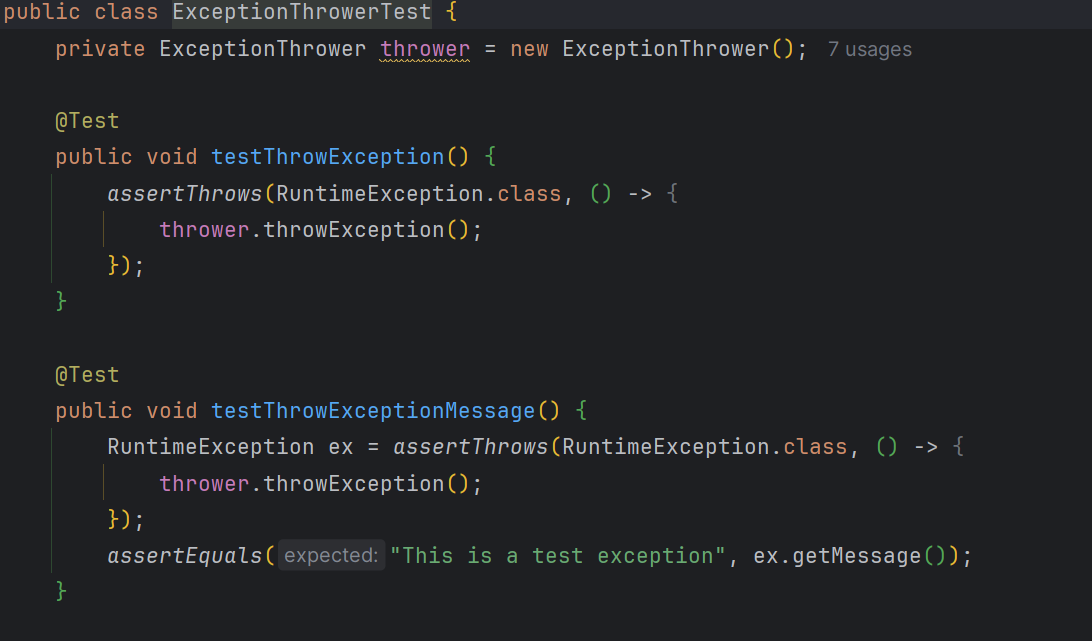 public class ExceptionThrowerTest {
private ExceptionThrower thrower = new ExceptionThrower(); 7 usages
@Test
public void testThrowException() {
assertThrows(RuntimeException.class, () -> {
thrower.throwException();
});
}
@Test
public void testThrowExceptionMessage() {
RuntimeException ex = assertThrows(RuntimeException.class, () -> {
thrower.throwException();
});
assertEquals( expected: "This is a test exception", ex.getMessage());
}